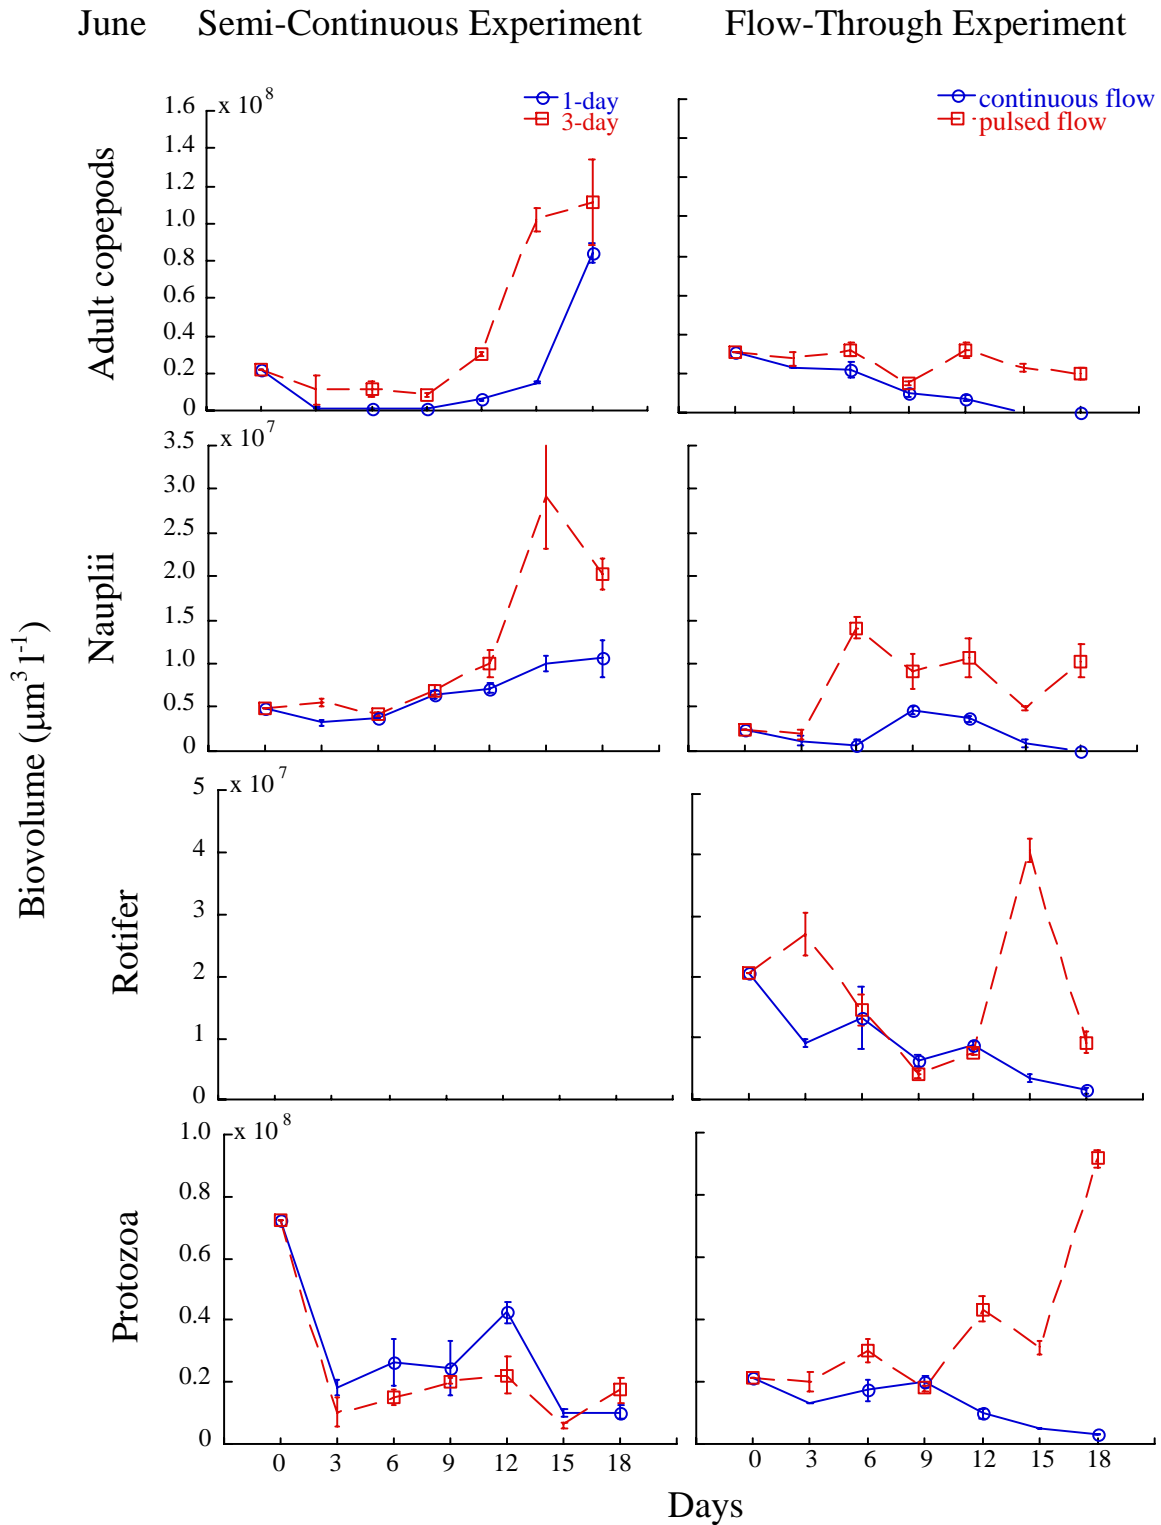 June Semi-Continuous Experiment Flow-Through Experiment
x 10 8
1-day
3-day
continuous flow
pulsed flow
1.6
1.4
1.2
1.0
0.8
0.6
0.4
0.2
0
Adult copepods
x 10 7
3.5
3.0
2.5
2.0
1.5
1.0
0.5
0
Nauplii
Biovolume (µm3 l-1)
x 10 7
5
4
3
2
1
0
Rotifer
x 10 8
1.0
0.8
0.6
0.4
0.2
0
Protozoa
0 3 6 9 12 15 18 0 3 6 9 12 15 18
Days